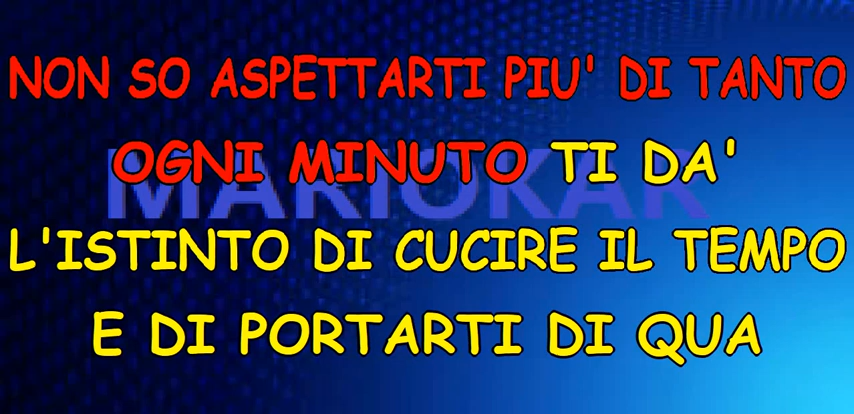 NON SO ASPETTARTI PIU' DI TANTO
OGNI MINUTO TI DA'
MARIOKAR
L'ISTINTO DI CUCIRE IL TEMPO
E DI PORTARTI DI QUA